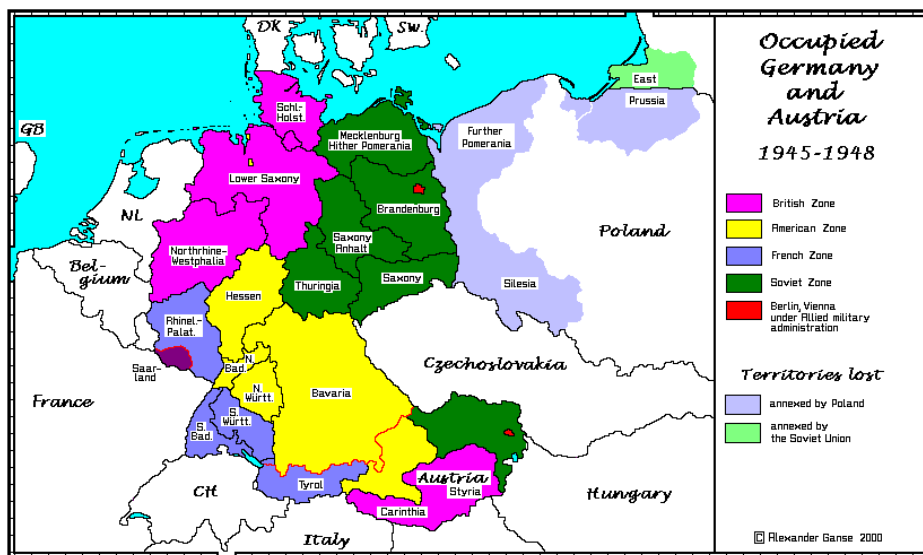 DK
Sw.
GB
NL
Bel-
gium
France
CH
Italy
Schl-
Holst.
Mecklenburg
Hither Pomerania
Lower Saxony
Brandenburg
Northrhine-
Westphalia
Saxony
Anhalt
Saxony
Thuringia
Hessen
Rhinel.-
Palat.
Saar-
land
N.
Bad.
N.
Württ.
S.
Württ.
S.
Bad.
Bavaria
Tyrol
Austria
Styria
Carinthia
Further
Pomerania
East
Prussia
Silesia
Poland
Czechoslovakia
Hungary
Occupied
Germany
and
Austria
1945-1948
British Zone
American Zone
French Zone
Soviet Zone
Berlin, Vienna
under Allied military
administration
Territories lost
annexed by Poland
annexed by
the Soviet Union
© Alexander Ganse 2000